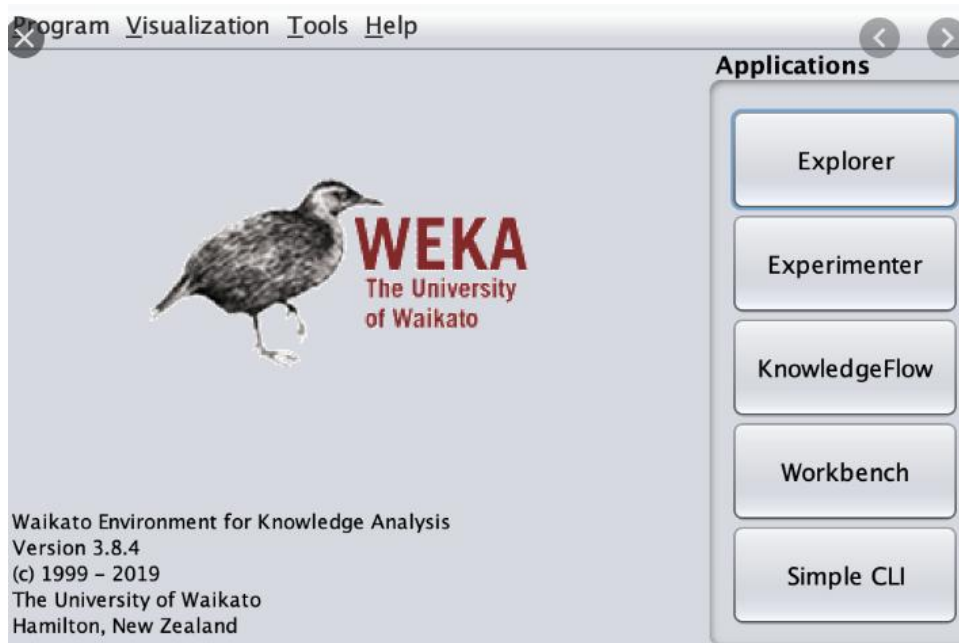 Program Visualization Tools Help
Applications
Explorer
Experimenter
KnowledgeFlow
Workbench
Simple CLI
WEKA
The University
of Waikato
Waikato Environment for Knowledge Analysis
Version 3.8.4
(c) 1999 – 2019
The University of Waikato
Hamilton, New Zealand